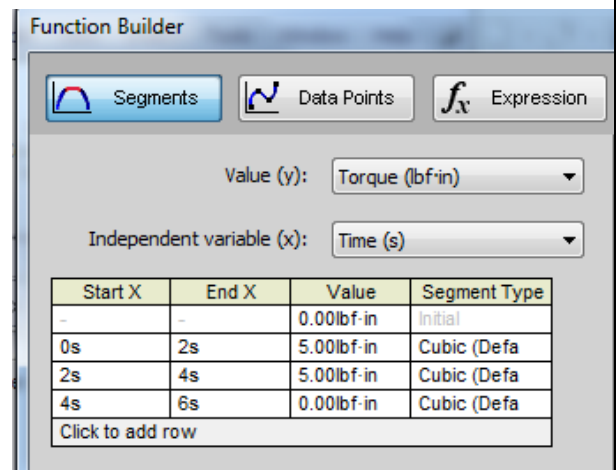 Function Builder
Segments Data Points fx Expression
Value (y): Torque (lbf·in)
Independent variable (x): Time (s)
Start X End X Value Segment Type
- - 0.00lbf·in Initial
0s 2s 5.00lbf·in Cubic (Defa
2s 4s 5.00lbf·in Cubic (Defa
4s 6s 0.00lbf·in Cubic (Defa
Click to add row